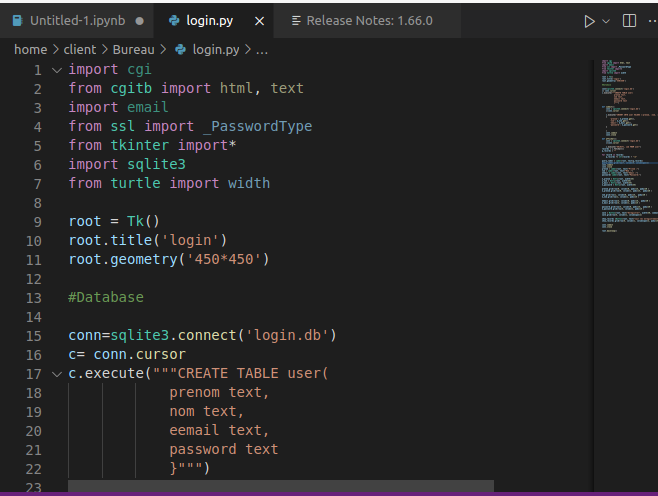 Untitled-1.ipynb
login.py
Release Notes: 1.66.0
home > client > Bureau > login.py > ...
1 import cgi
2 from cgitb import html, text
3 import email
4 from ssl import _PasswordType
5 from tkinter import*
6 import sqlite3
7 from turtle import width
8
9 root = Tk()
10 root.title('login')
11 root.geometry('450*450')
12
13 #Database
14
15 conn=sqlite3.connect('login.db')
16 c= conn.cursor
17 c.execute("""CREATE TABLE user(
18 prenom text,
19 nom text,
20 eemail text,
21 password text
22 }""")
23